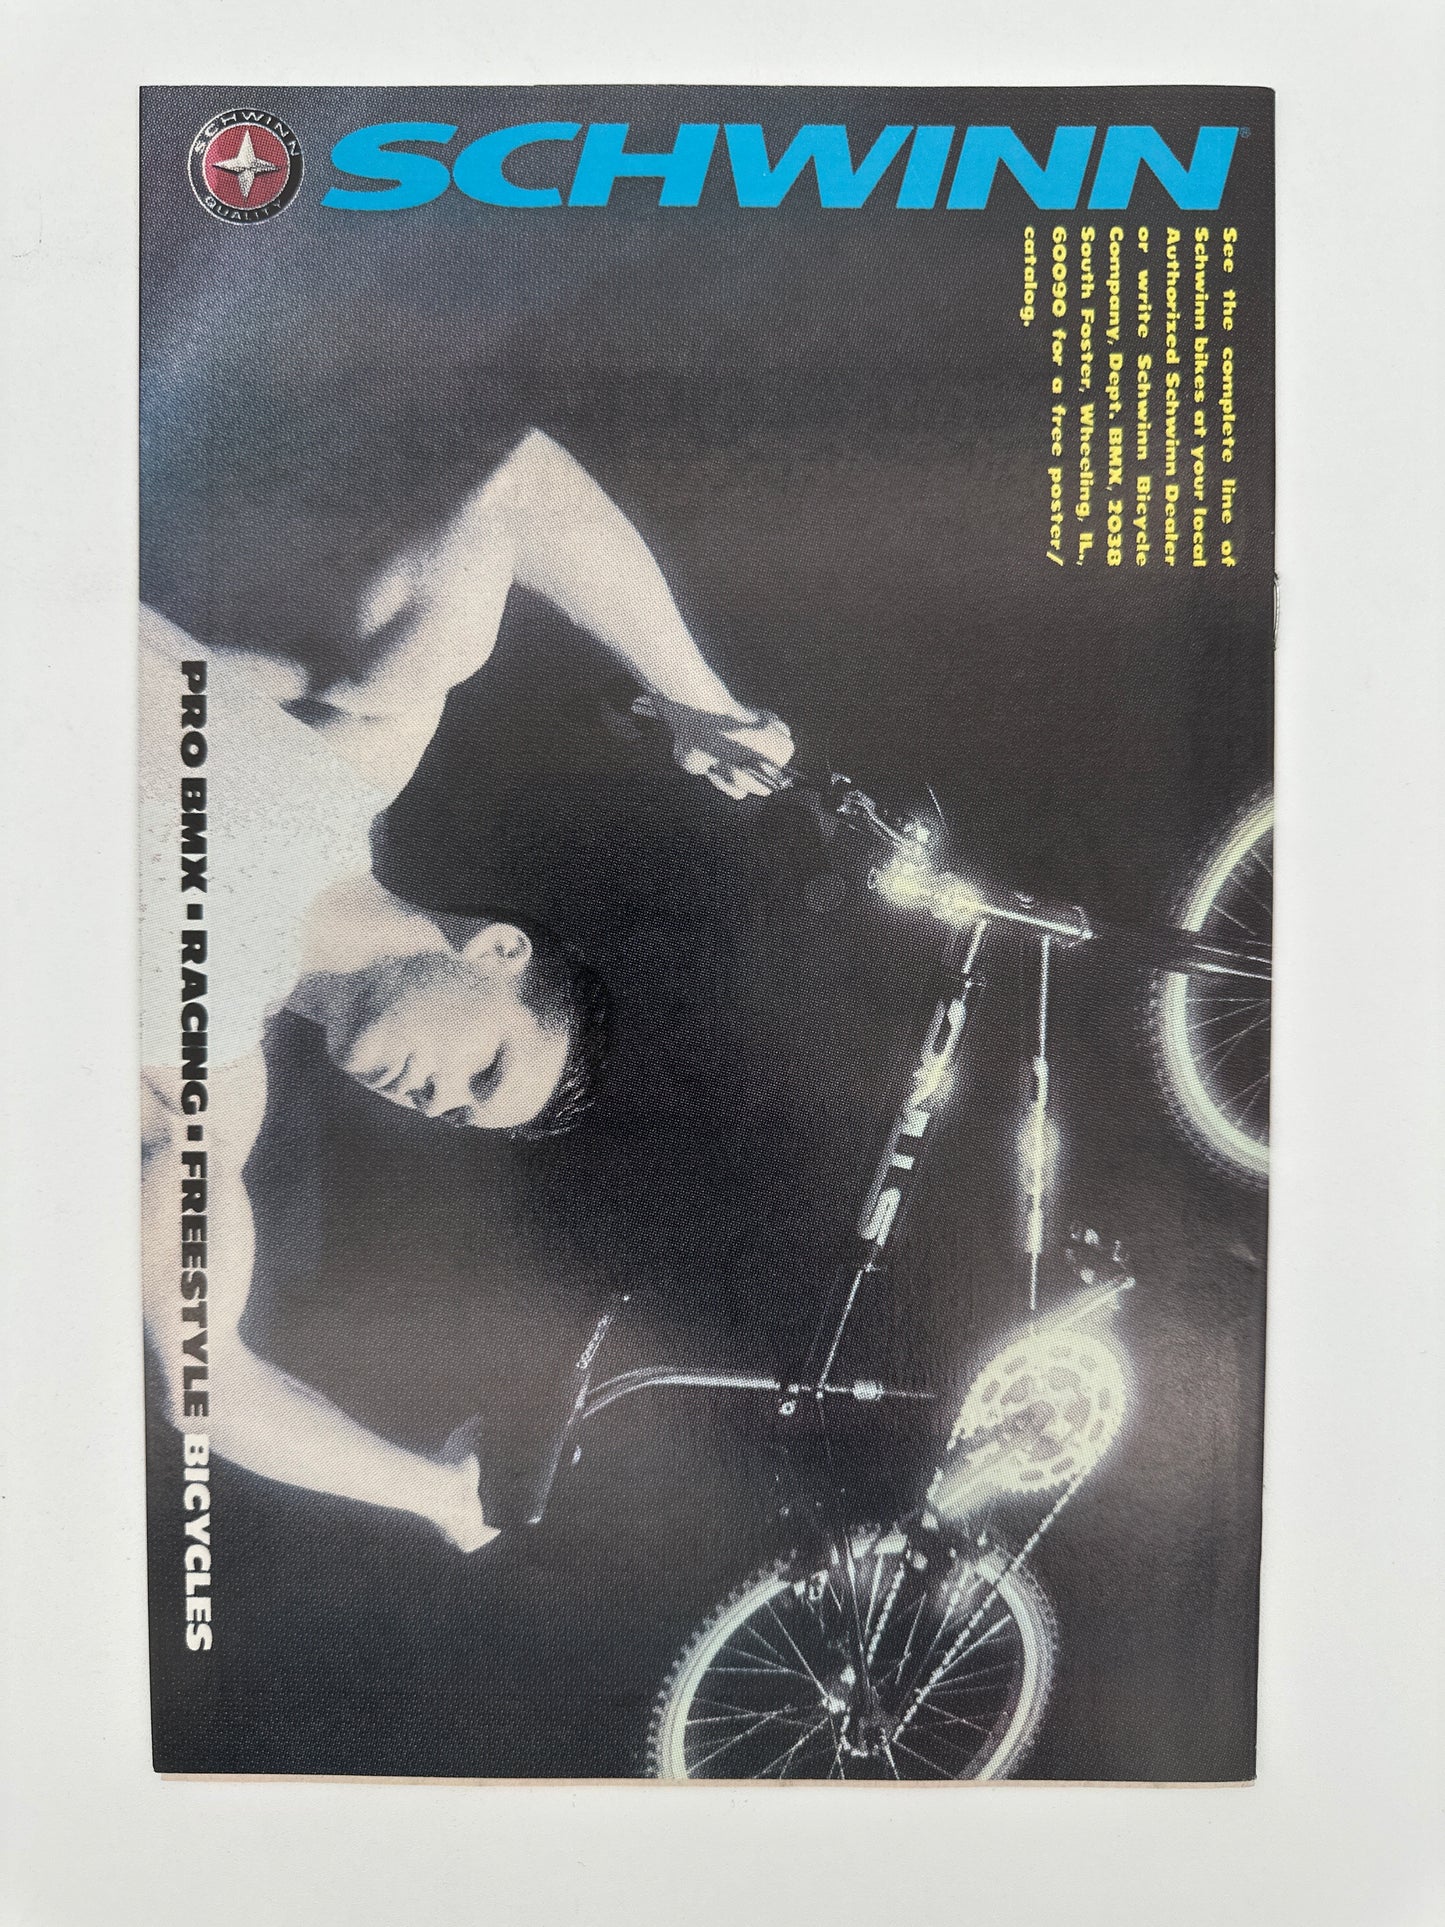 SCHWINN
QUALITY
SCHWINN®
See the complete line of
Schwinn bikes at your local
Authorized Schwinn Dealer
or write Schwinn Bicycle
Company, Dept. BMX, 2038
South Foster, Wheeling, IL.,
60090 for a free poster/
catalog.
STING
PRO BMX ▪ RACING ▪ FREESTYLE BICYCLES